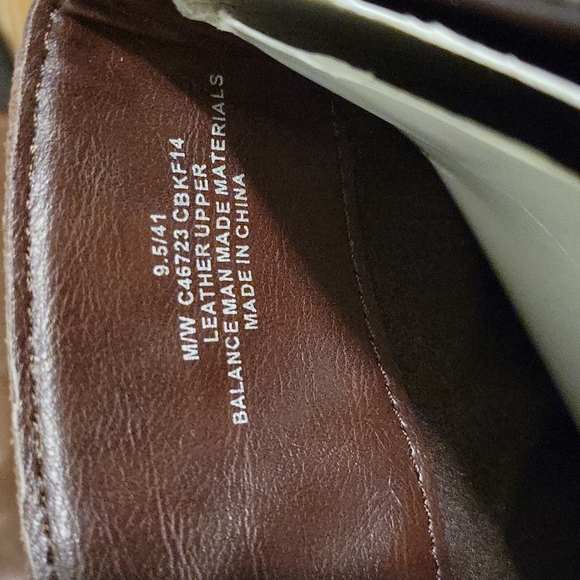 9.5/41
M/W C46723 CBKF14
LEATHER UPPER
BALANCE MAN MADE MATERIALS
MADE IN CHINA